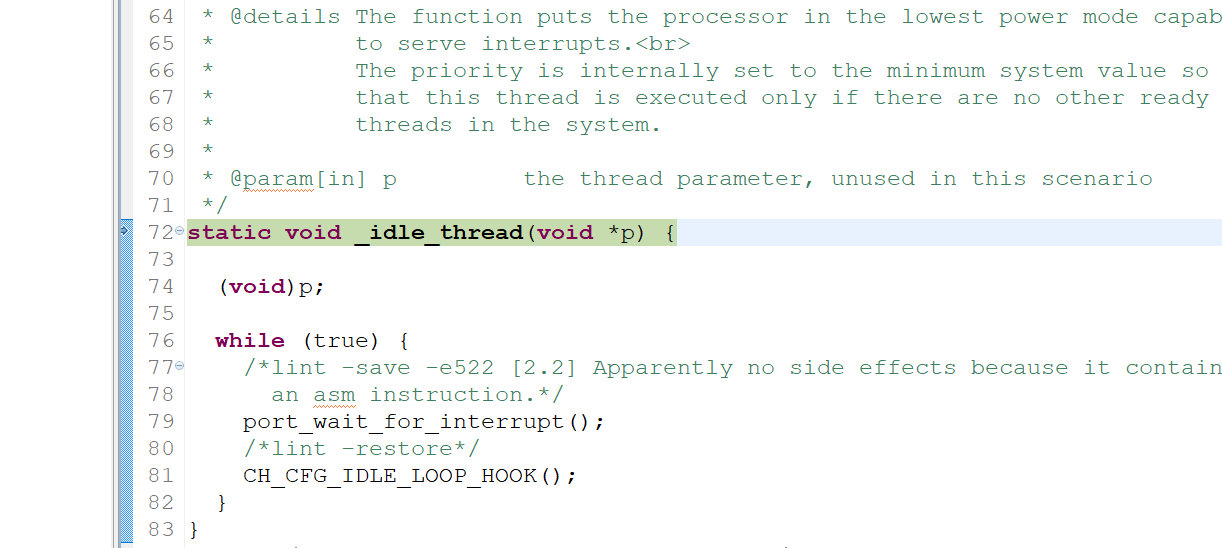 64 * @details The function puts the processor in the lowest power mode capab
65 * to serve interrupts.<br>
66 * The priority is internally set to the minimum system value so
67 * that this thread is executed only if there are no other ready
68 * threads in the system.
69 *
70 * @param[in] p the thread parameter, unused in this scenario
71 */
72 static void _idle_thread(void *p) {
73
74 (void)p;
75
76 while (true) {
77 /*lint -save -e522 [2.2] Apparently no side effects because it contain
78 an asm instruction.*/
79 port_wait_for_interrupt();
80 /*lint -restore*/
81 CH_CFG_IDLE_LOOP_HOOK();
82 }
83 }